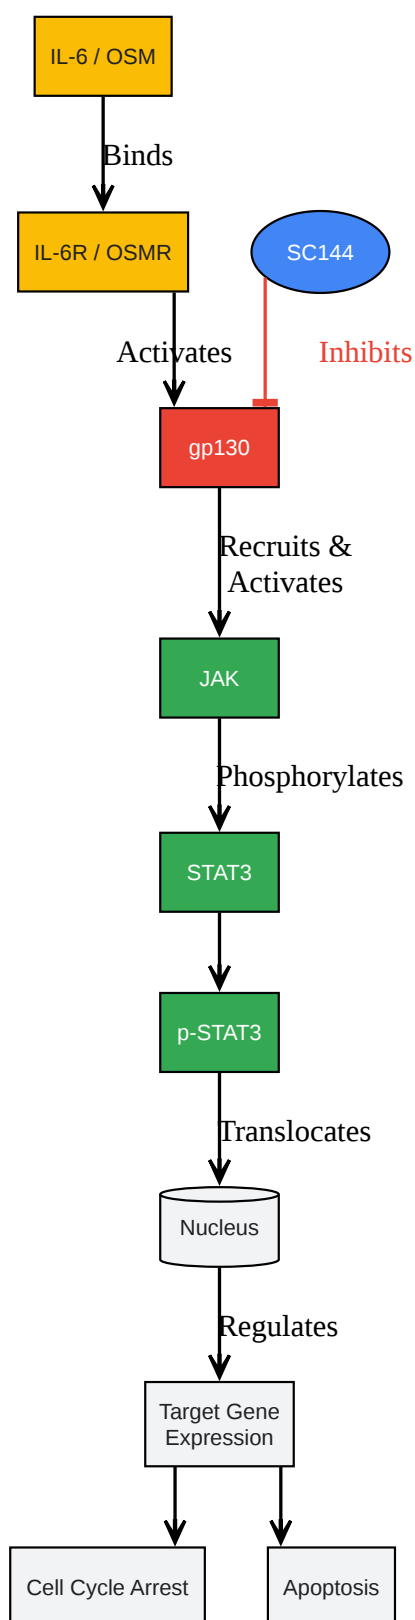 IL-6 / OSM
Binds
IL-6R / OSMR
SC144
Activates
Inhibits
gp130
Recruits &
Activates
JAK
Phosphorylates
STAT3
p-STAT3
Translocates
Nucleus
Regulates
Target Gene
Expression
Cell Cycle Arrest
Apoptosis